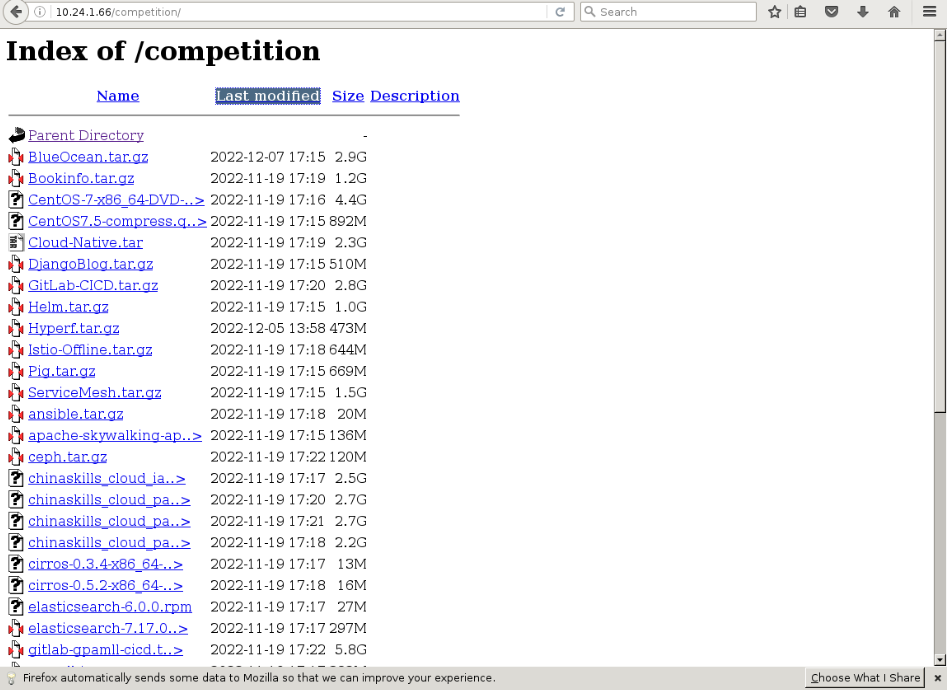 10.24.1.66/competition/
Search
Index of /competition
Name Last modified Size Description
Parent Directory -
BlueOcean.tar.gz 2022-12-07 17:15 2.9G
Bookinfo.tar.gz 2022-11-19 17:19 1.2G
CentOS-7-x86_64-DVD-..> 2022-11-19 17:16 4.4G
CentOS7.5-compress.q..> 2022-11-19 17:15 892M
Cloud-Native.tar 2022-11-19 17:19 2.3G
DjangoBlog.tar.gz 2022-11-19 17:15 510M
GitLab-CICD.tar.gz 2022-11-19 17:20 2.8G
Helm.tar.gz 2022-11-19 17:15 1.0G
Hyperf.tar.gz 2022-12-05 13:58 473M
Istio-Offline.tar.gz 2022-11-19 17:18 644M
Pig.tar.gz 2022-11-19 17:15 669M
ServiceMesh.tar.gz 2022-11-19 17:15 1.5G
ansible.tar.gz 2022-11-19 17:18 20M
apache-skywalking-ap..> 2022-11-19 17:15 136M
ceph.tar.gz 2022-11-19 17:22 120M
chinaskills_cloud_ia..> 2022-11-19 17:17 2.5G
chinaskills_cloud_pa..> 2022-11-19 17:20 2.7G
chinaskills_cloud_pa..> 2022-11-19 17:21 2.7G
chinaskills_cloud_pa..> 2022-11-19 17:18 2.2G
cirros-0.3.4-x86_64-..> 2022-11-19 17:17 13M
cirros-0.5.2-x86_64-..> 2022-11-19 17:18 16M
elasticsearch-6.0.0.rpm 2022-11-19 17:17 27M
elasticsearch-7.17.0..> 2022-11-19 17:17 297M
gitlab-gpamll-cicd.t..> 2022-11-19 17:22 5.8G
Firefox automatically sends some data to Mozilla so that we can improve your experience. Choose What I Share